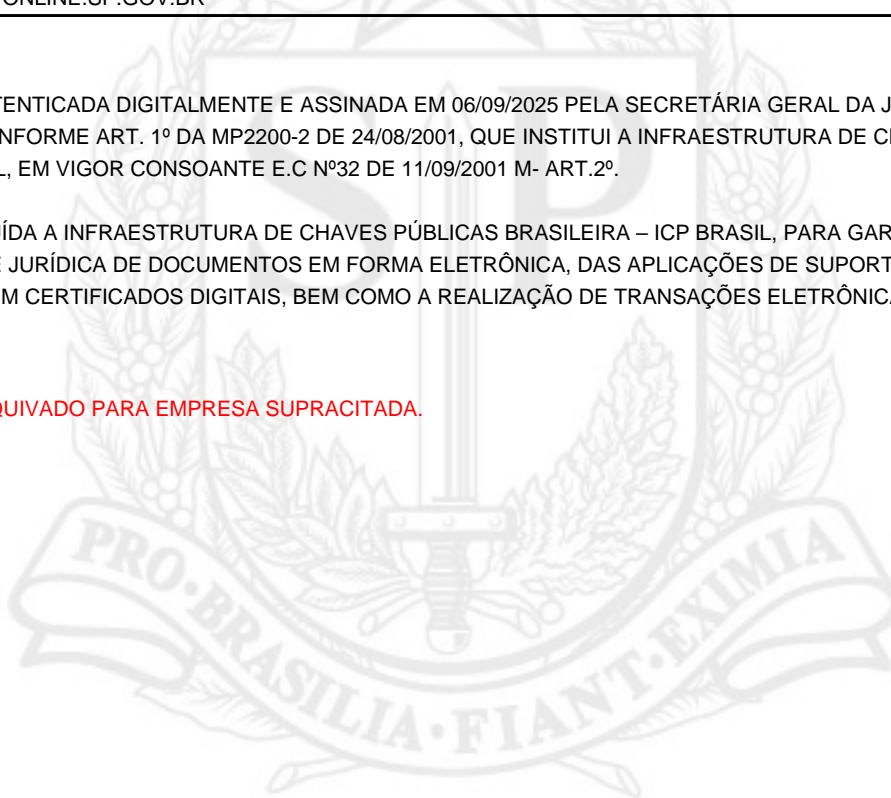 ONLINE.SP.GOV.BR
TENTICADA DIGITALMENTE E ASSINADA EM 06/09/2025 PELA SECRETÁRIA GERAL DA J
NFORME ART. 1º DA MP2200-2 DE 24/08/2001, QUE INSTITUI A INFRAESTRUTURA DE C
L, EM VIGOR CONSOANTE E.C Nº32 DE 11/09/2001 M- ART.2º.
ÍDA A INFRAESTRUTURA DE CHAVES PÚBLICAS BRASILEIRA – ICP BRASIL, PARA GAR
E JURÍDICA DE DOCUMENTOS EM FORMA ELETRÔNICA, DAS APLICAÇÕES DE SUPORT
M CERTIFICADOS DIGITAIS, BEM COMO A REALIZAÇÃO DE TRANSAÇÕES ELETRÔNICA
QUIVADO PARA EMPRESA SUPRACITADA.
SP
PRO·BRASILIA·FIANT·EXIMIA